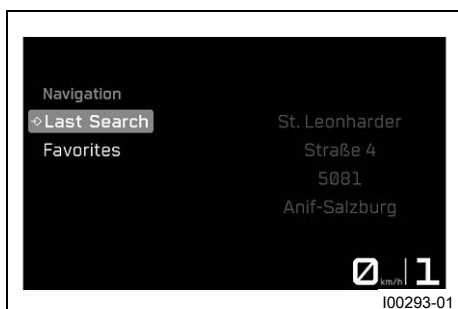 Navigation
Last Search
Favorites
St. Leonharder
Straße 4
5081
Anif-Salzburg
0 km/h 1
I00293-01